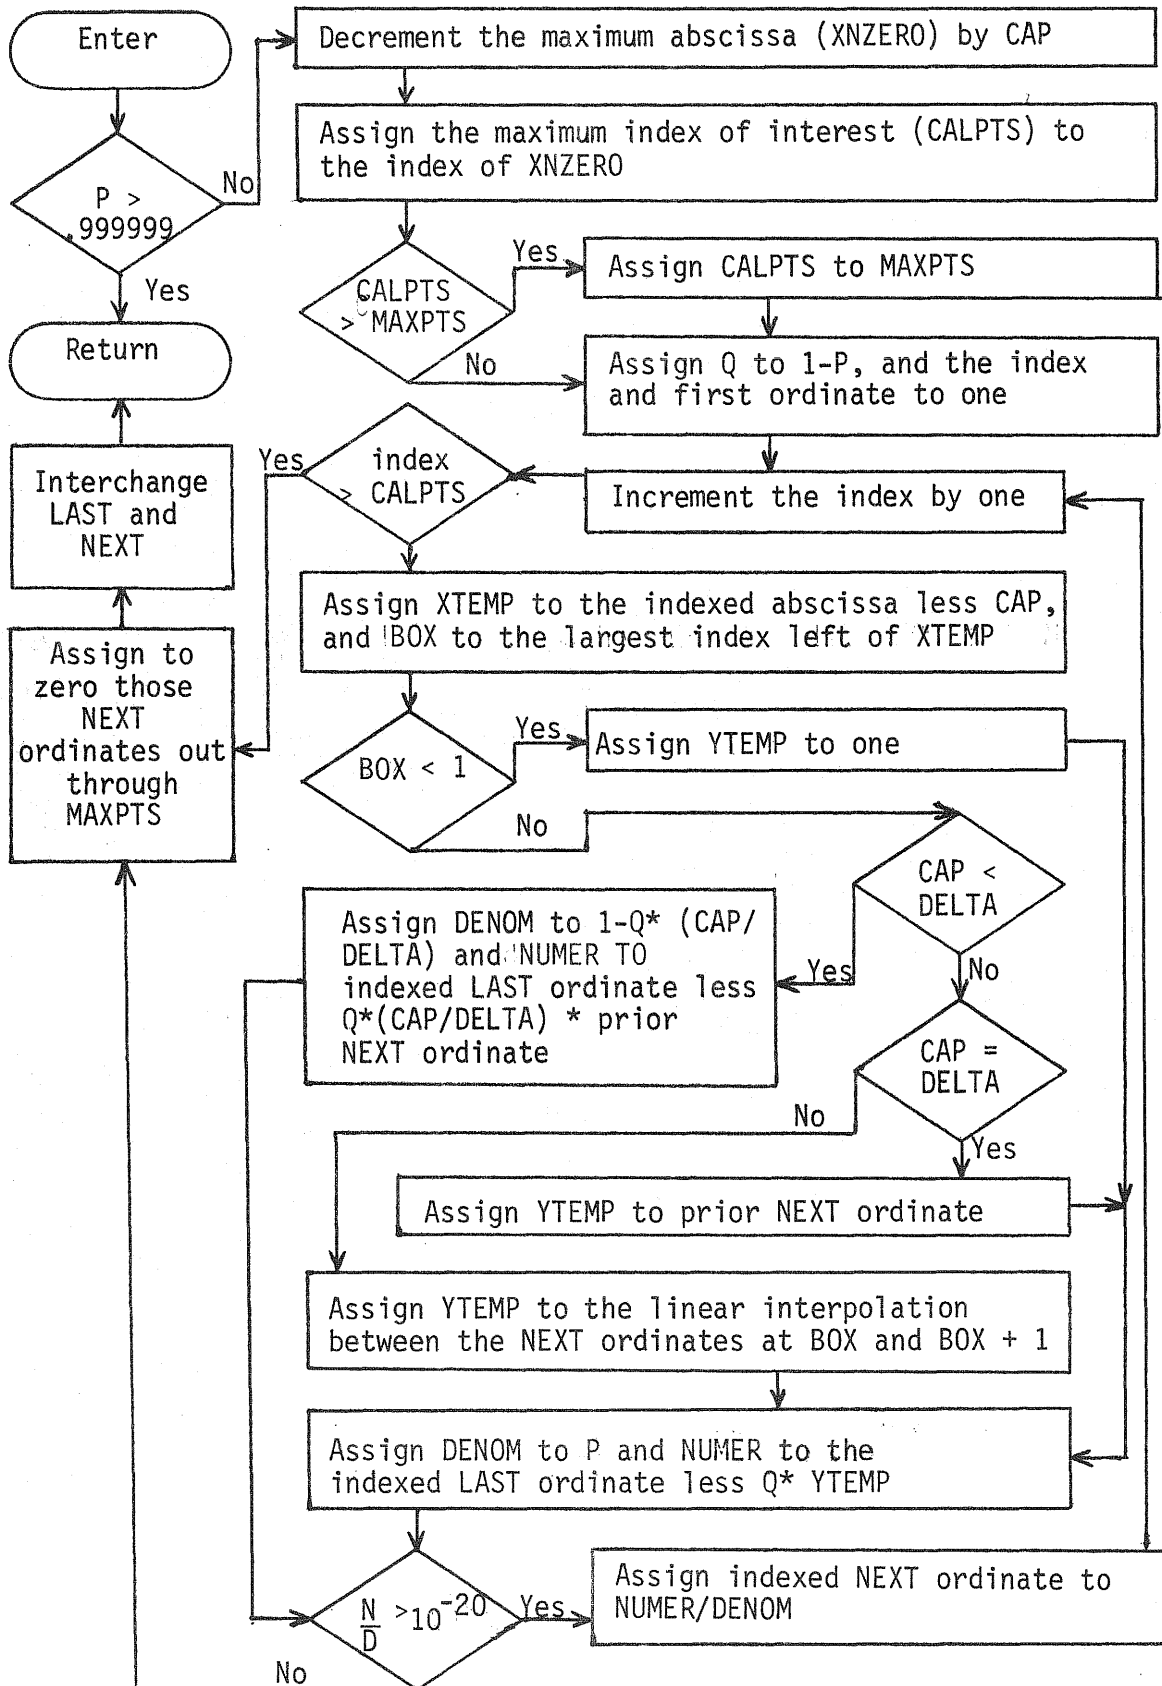 Enter
P >
.999999
No
Yes
Return
Interchange
LAST and
NEXT
Assign to
zero those
NEXT
ordinates out
through
MAXPTS
Decrement the maximum abscissa (XNZERO) by CAP
Assign the maximum index of interest (CALPTS) to
the index of XNZERO
CALPTS
> MAXPTS
Yes
No
Assign CALPTS to MAXPTS
Assign Q to 1-P, and the index
and first ordinate to one
Increment the index by one
index
> CALPTS
Yes
Assign XTEMP to the indexed abscissa less CAP,
and BOX to the largest index left of XTEMP
BOX < 1
Yes
No
Assign YTEMP to one
CAP <
DELTA
Yes
No
Assign DENOM to 1-Q* (CAP/
DELTA) and NUMER TO
indexed LAST ordinate less
Q*(CAP/DELTA) * prior
NEXT ordinate
CAP =
DELTA
No
Yes
Assign YTEMP to prior NEXT ordinate
Assign YTEMP to the linear interpolation
between the NEXT ordinates at BOX and BOX + 1
Assign DENOM to P and NUMER to the
indexed LAST ordinate less Q* YTEMP
N/D >10^-20
Yes
No
Assign indexed NEXT ordinate to
NUMER/DENOM